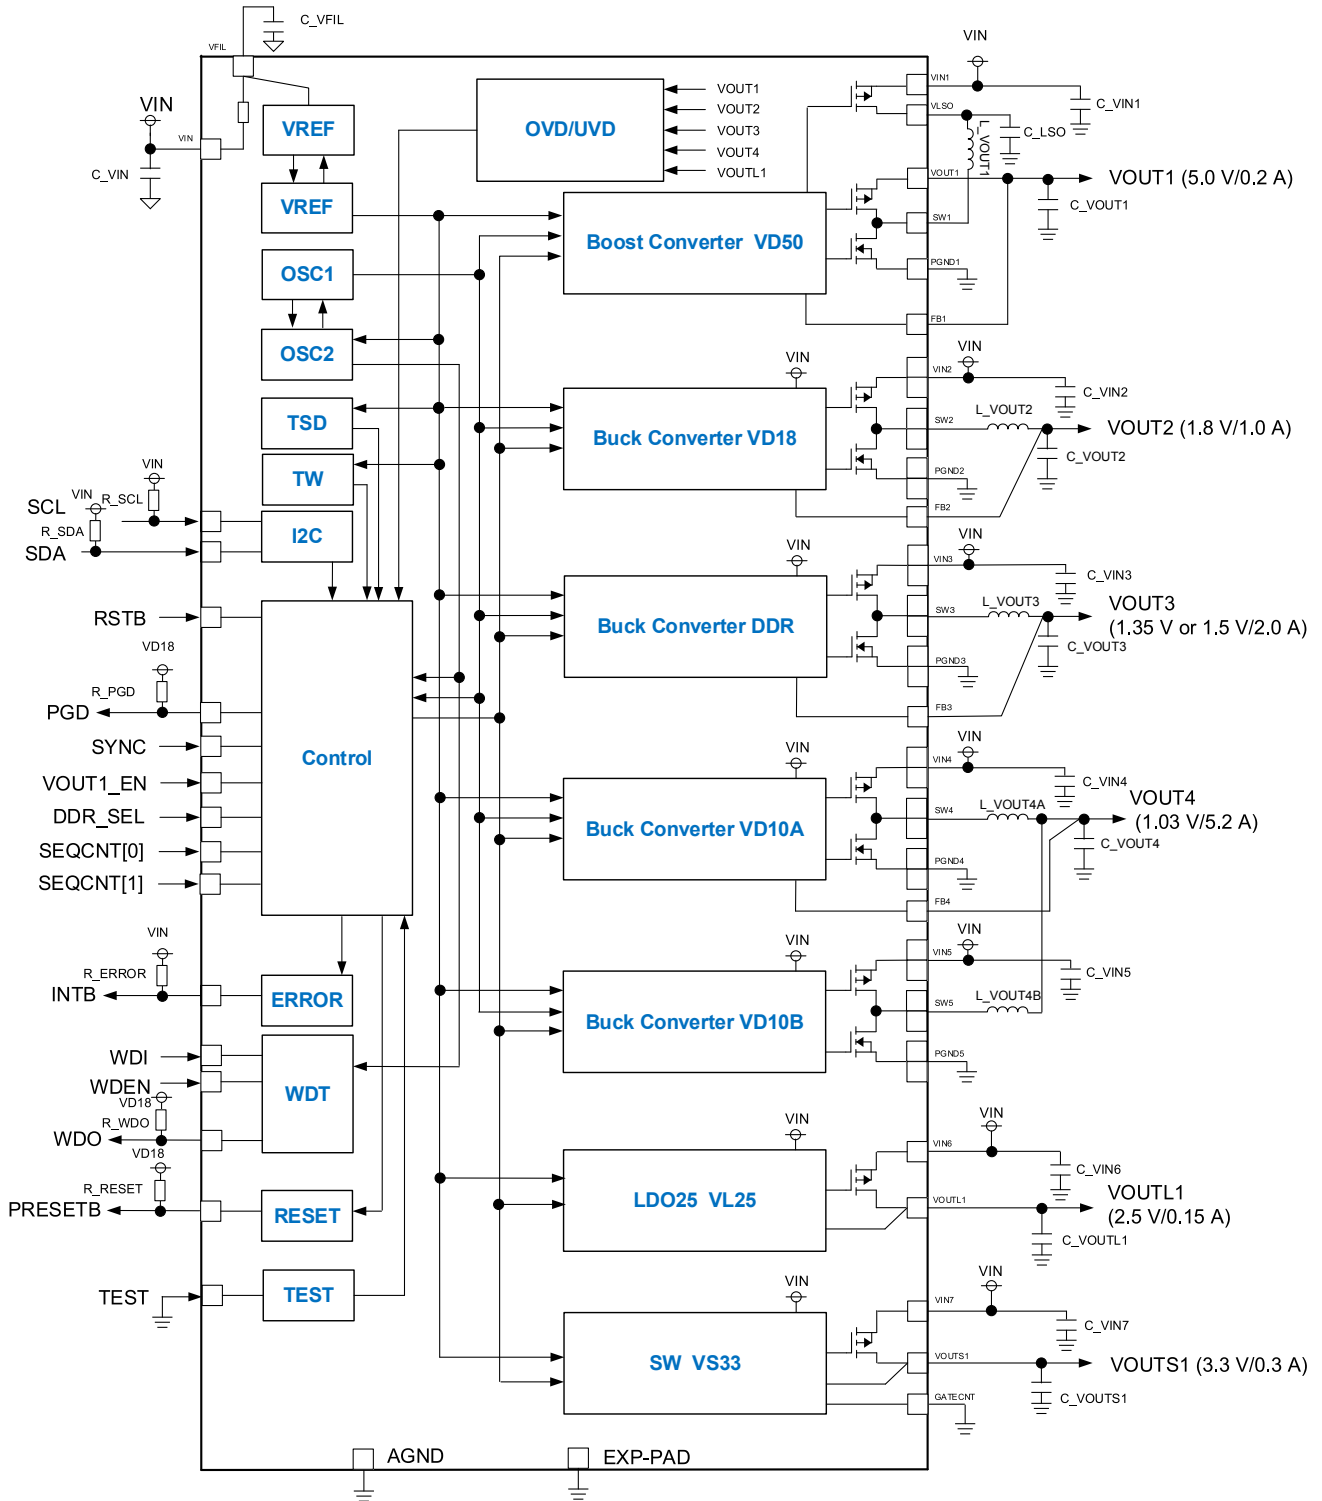 C_VFIL
VFIL
VIN
VIN
C_VIN
VREF
VREF
OSC1
OSC2
TSD
TW
I2C
OVD/UVD
VOUT1
VOUT2
VOUT3
VOUT4
VOUTL1
VIN
VIN1
C_VIN1
VLSO
C_LSO
L_VOUT1
VOUT1
VOUT1 (5.0 V/0.2 A)
C_VOUT1
SW1
Boost Converter VD50
PGND1
FB1
VIN
VIN
VIN2
C_VIN2
Buck Converter VD18
SW2
L_VOUT2
VOUT2 (1.8 V/1.0 A)
C_VOUT2
PGND2
FB2
VIN
VIN
R_SCL
SCL
R_SDA
SDA
VIN
VIN
VIN3
C_VIN3
Buck Converter DDR
SW3
L_VOUT3
VOUT3
(1.35 V or 1.5 V/2.0 A)
C_VOUT3
PGND3
FB3
RSTB
VD18
R_PGD
PGD
SYNC
VOUT1_EN
DDR_SEL
SEQCNT[0]
SEQCNT[1]
Control
VIN
VIN
VIN4
C_VIN4
Buck Converter VD10A
SW4
L_VOUT4A
VOUT4
(1.03 V/5.2 A)
C_VOUT4
PGND4
FB4
VIN
R_ERROR
INTB
ERROR
VIN
VIN
VIN5
C_VIN5
Buck Converter VD10B
SW5
L_VOUT4B
PGND5
WDI
WDEN
VD18
R_WDO
WDO
WDT
VD18
R_RESET
PRESETB
RESET
VIN
VIN
VIN6
C_VIN6
LDO25 VL25
VOUTL1
VOUTL1
(2.5 V/0.15 A)
C_VOUTL1
TEST
TEST
VIN
VIN
VIN7
C_VIN7
SW VS33
VOUTS1
VOUTS1 (3.3 V/0.3 A)
C_VOUTS1
GATECNT
AGND
EXP-PAD